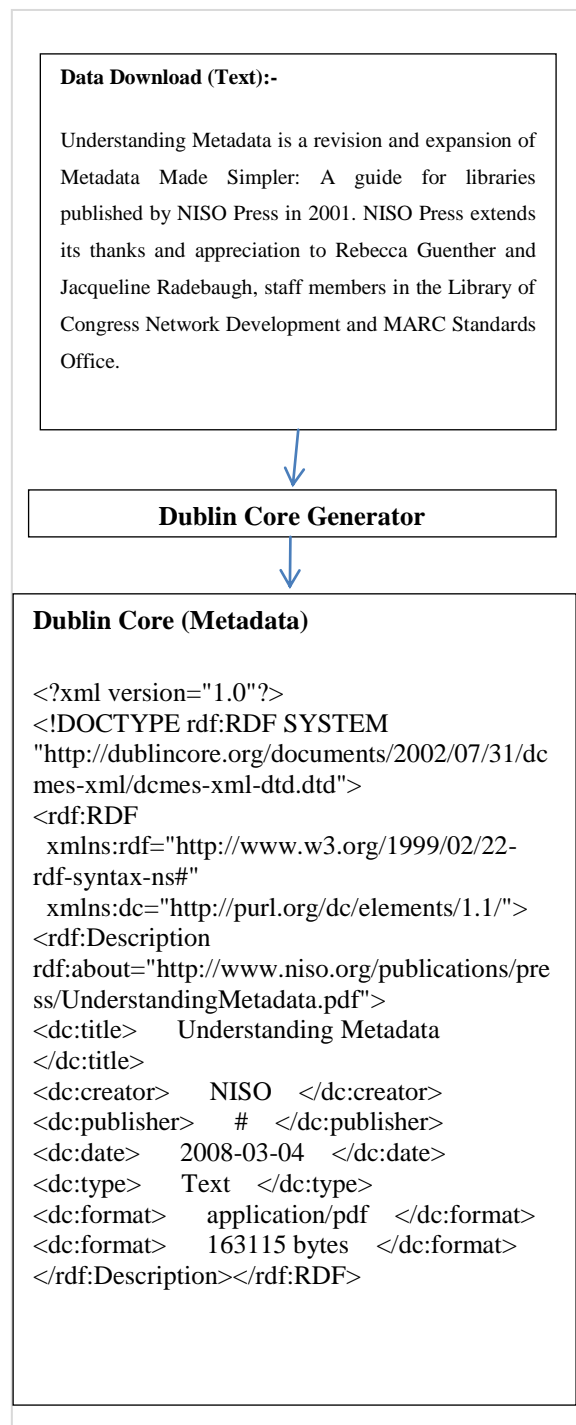 Data Download (Text):-
Understanding Metadata is a revision and expansion of
Metadata Made Simpler: A guide for libraries
published by NISO Press in 2001. NISO Press extends
its thanks and appreciation to Rebecca Guenther and
Jacqueline Radebaugh, staff members in the Library of
Congress Network Development and MARC Standards
Office.
Dublin Core Generator
Dublin Core (Metadata)
<?xml version="1.0"?>
<!DOCTYPE rdf:RDF SYSTEM
"http://dublincore.org/documents/2002/07/31/dc
mes-xml/dcmes-xml-dtd.dtd">
<rdf:RDF
xmlns:rdf="http://www.w3.org/1999/02/22-
rdf-syntax-ns#"
xmlns:dc="http://purl.org/dc/elements/1.1/">
<rdf:Description
rdf:about="http://www.niso.org/publications/pre
ss/UnderstandingMetadata.pdf">
<dc:title> Understanding Metadata
</dc:title>
<dc:creator> NISO </dc:creator>
<dc:publisher> # </dc:publisher>
<dc:date> 2008-03-04 </dc:date>
<dc:type> Text </dc:type>
<dc:format> application/pdf </dc:format>
<dc:format> 163115 bytes </dc:format>
</rdf:Description></rdf:RDF>